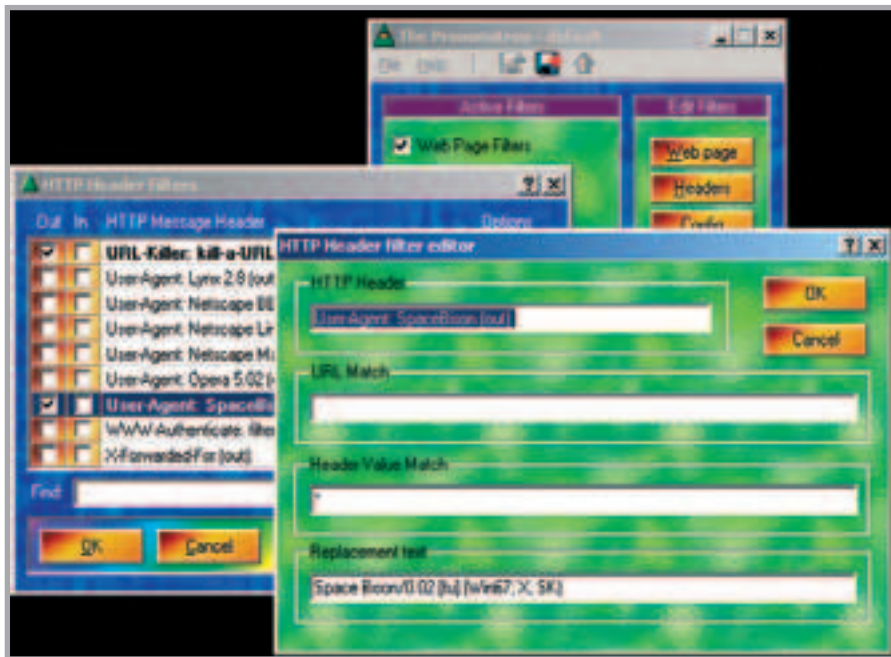 The Proxomitron - default
File Help
Active Filters
Edit Filters
Web Page Filters
Web page
Headers
Config
HTTP Header Filters
Out In HTTP Message Header Options
URL-Killer: kill-a-URL
User-Agent: Lynx 2.8 (out
User-Agent: Netscape
User-Agent: Netscape
User-Agent: Netscape
User-Agent: Opera 5.02
User-Agent: SpaceBis
WWW-Authenticate: filter
X-Forwarded-For (out)
Find:
OK
Cancel
HTTP Header filter editor
HTTP Header
User-Agent: SpaceBison (out)
OK
Cancel
URL Match
Header Value Match
*
Replacement text
Space Bison/0.02 [fu] (Win67; X; SK)